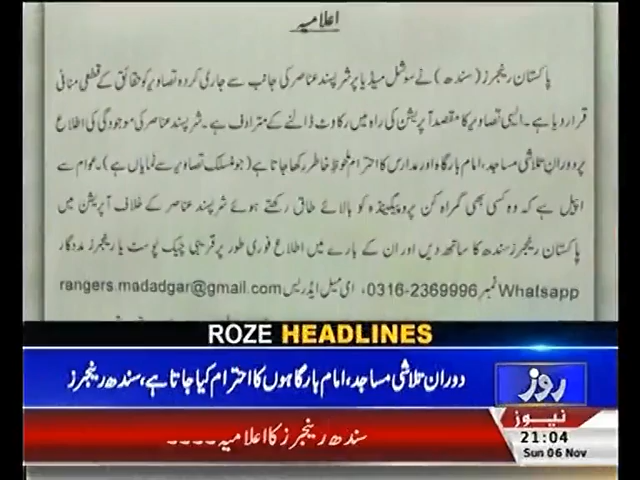 اعلامیہ
پاکستان رینجرز (سندھ) نے سوشل میڈیا پر شرپسند عناصر کی جانب سے جاری کردہ تصاویر کو حقائق کے قطعی منافی
قرار دیا ہے۔ ایسی تصاویر کا مقصد آپریشن کی راہ میں رکاوٹ ڈالنے کے مترادف ہے۔ شرپسند عناصر کی موجودگی کی اطلاع
پر دوران تلاشی مساجد، امام بارگاہ اور مدارس کا احترام ملحوظ خاطر رکھا جاتا ہے (جو منسلک تصاویر سے نمایاں ہے)۔ عوام سے
اپیل ہے کہ وہ کسی بھی گمراہ کن پروپیگینڈہ کو بالائے طاق رکھتے ہوئے شرپسند عناصر کے خلاف آپریشن میں
پاکستان رینجرز سندھ کا ساتھ دیں اور ان کے بارے میں اطلاع فوری طور پر قریبی چیک پوسٹ یا رینجرز مددگار
Whatsapp نمبر 0316-2369996، ای میل ایڈریس rangers.madadgar@gmail.com
ROZE HEADLINES
دوران تلاشی مساجد، امام بارگاہوں کا احترام کیا جاتا ہے، سندھ رینجرز
روز
نیوز
سندھ رینجرز کا اعلامیہ ۔۔۔۔
21:04
Sun 06 Nov